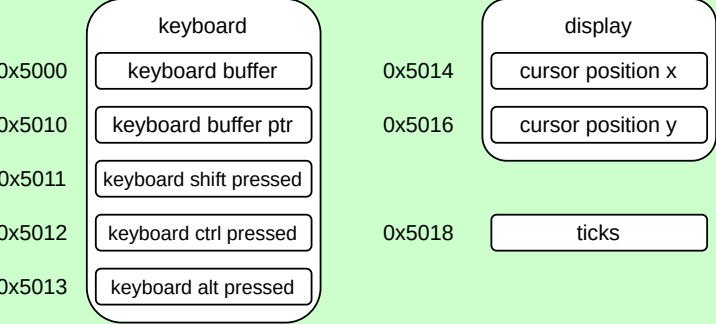 keyboard
0x5000 keyboard buffer
0x5010 keyboard buffer ptr
0x5011 keyboard shift pressed
0x5012 keyboard ctrl pressed
0x5013 keyboard alt pressed
display
0x5014 cursor position x
0x5016 cursor position y
0x5018 ticks